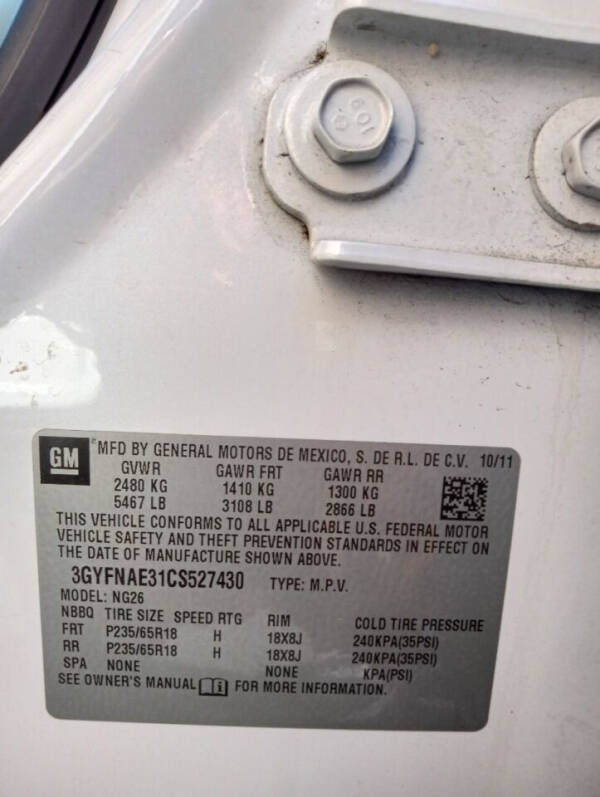 109
GM
MFD BY GENERAL MOTORS DE MEXICO, S. DE R.L. DE C.V. 10/11
GVWR GAWR FRT GAWR RR
2480 KG 1410 KG 1300 KG
5467 LB 3108 LB 2866 LB
THIS VEHICLE CONFORMS TO ALL APPLICABLE U.S. FEDERAL MOTOR
VEHICLE SAFETY AND THEFT PREVENTION STANDARDS IN EFFECT ON
THE DATE OF MANUFACTURE SHOWN ABOVE.
3GYFNAE31CS527430 TYPE: M.P.V.
MODEL: NG26
NBBQ TIRE SIZE SPEED RTG RIM COLD TIRE PRESSURE
FRT P235/65R18 H 18X8J 240KPA(35PSI)
RR P235/65R18 H 18X8J 240KPA(35PSI)
SPA NONE NONE KPA(PSI)
SEE OWNER'S MANUAL i FOR MORE INFORMATION.